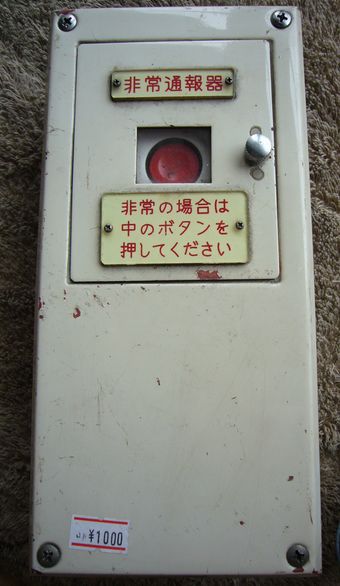 非常通報器
非常の場合は
中のボタンを
押してください
¥1000